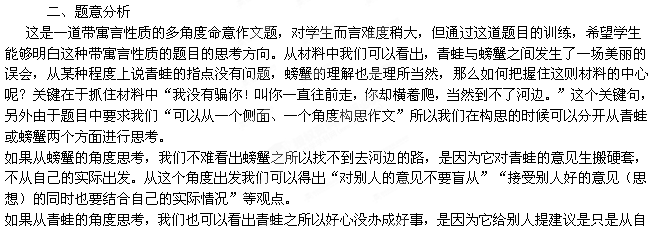 二、题意分析
这是一道带寓言性质的多角度命意作文题，对学生而言难度稍大，但通过这道题目的训练，希望学生
能够明白这种带寓言性质的题目的思考方向。从材料中我们可以看出，青蛙与螃蟹之间发生了一场美丽的
误会，从某种程度上说青蛙的指点没有问题，螃蟹的理解也是理所当然，那么如何把握住这则材料的中心
呢？关键在于抓住材料中“我没有骗你！叫你一直往前走，你却横着爬，当然到不了河边。”这个关键句，
另外由于题目中要求我们“可以从一个侧面、一个角度构思作文”所以我们在构思的时候可以分开从青蛙
或螃蟹两个方面进行思考。
如果从螃蟹的角度思考，我们不难看出螃蟹之所以找不到去河边的路，是因为它对青蛙的意见生搬硬套，
不从自己的实际出发。从这个角度出发我们可以得出“对别人的意见不要盲从”“接受别人好的意见（思
想）的同时也要结合自己的实际情况”等观点。
如果从青蛙的角度思考，我们也可以看出青蛙之所以好心没办成好事，是因为它给别人提建议是只是从自